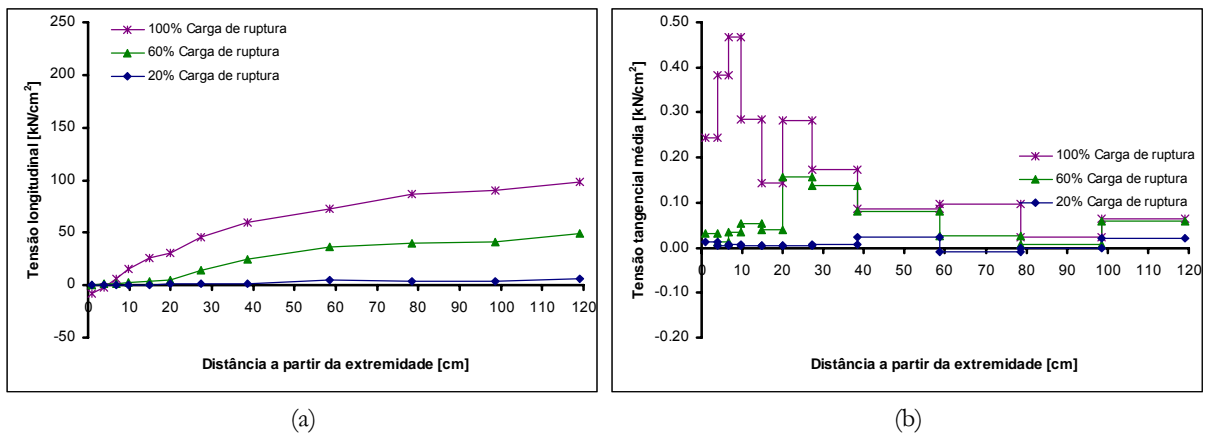 250
200
150
100
50
0
-50
0 10 20 30 40 50 60 70 80 90 100 110 120
Distância a partir da extremidade [cm]
Tensão longitudinal [kN/cm²]
100% Carga de ruptura
60% Carga de ruptura
20% Carga de ruptura
(a)
0.50
0.40
0.30
0.20
0.10
0.00
-0.10
-0.20
0 10 20 30 40 50 60 70 80 90 100 110 120
Distância a partir da extremidade [cm]
Tensão tangencial média [kN/cm²]
100% Carga de ruptura
60% Carga de ruptura
20% Carga de ruptura
(b)